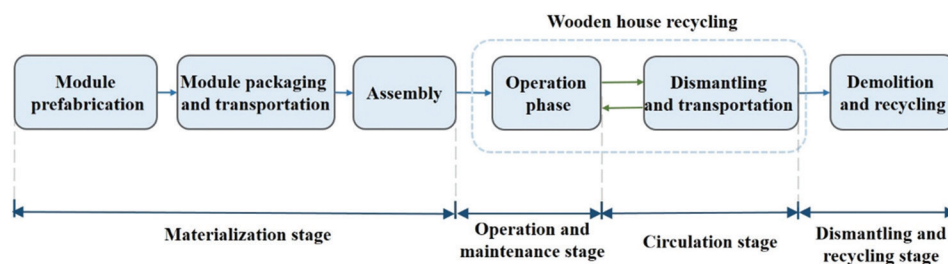 Wooden house recycling
Module
prefabrication
Module packaging
and transportation
Assembly
Operation
phase
Dismantling
and transportation
Demolition
and recycling
Materialization stage
Operation and
maintenance stage
Circulation stage
Dismantling and
recycling stage